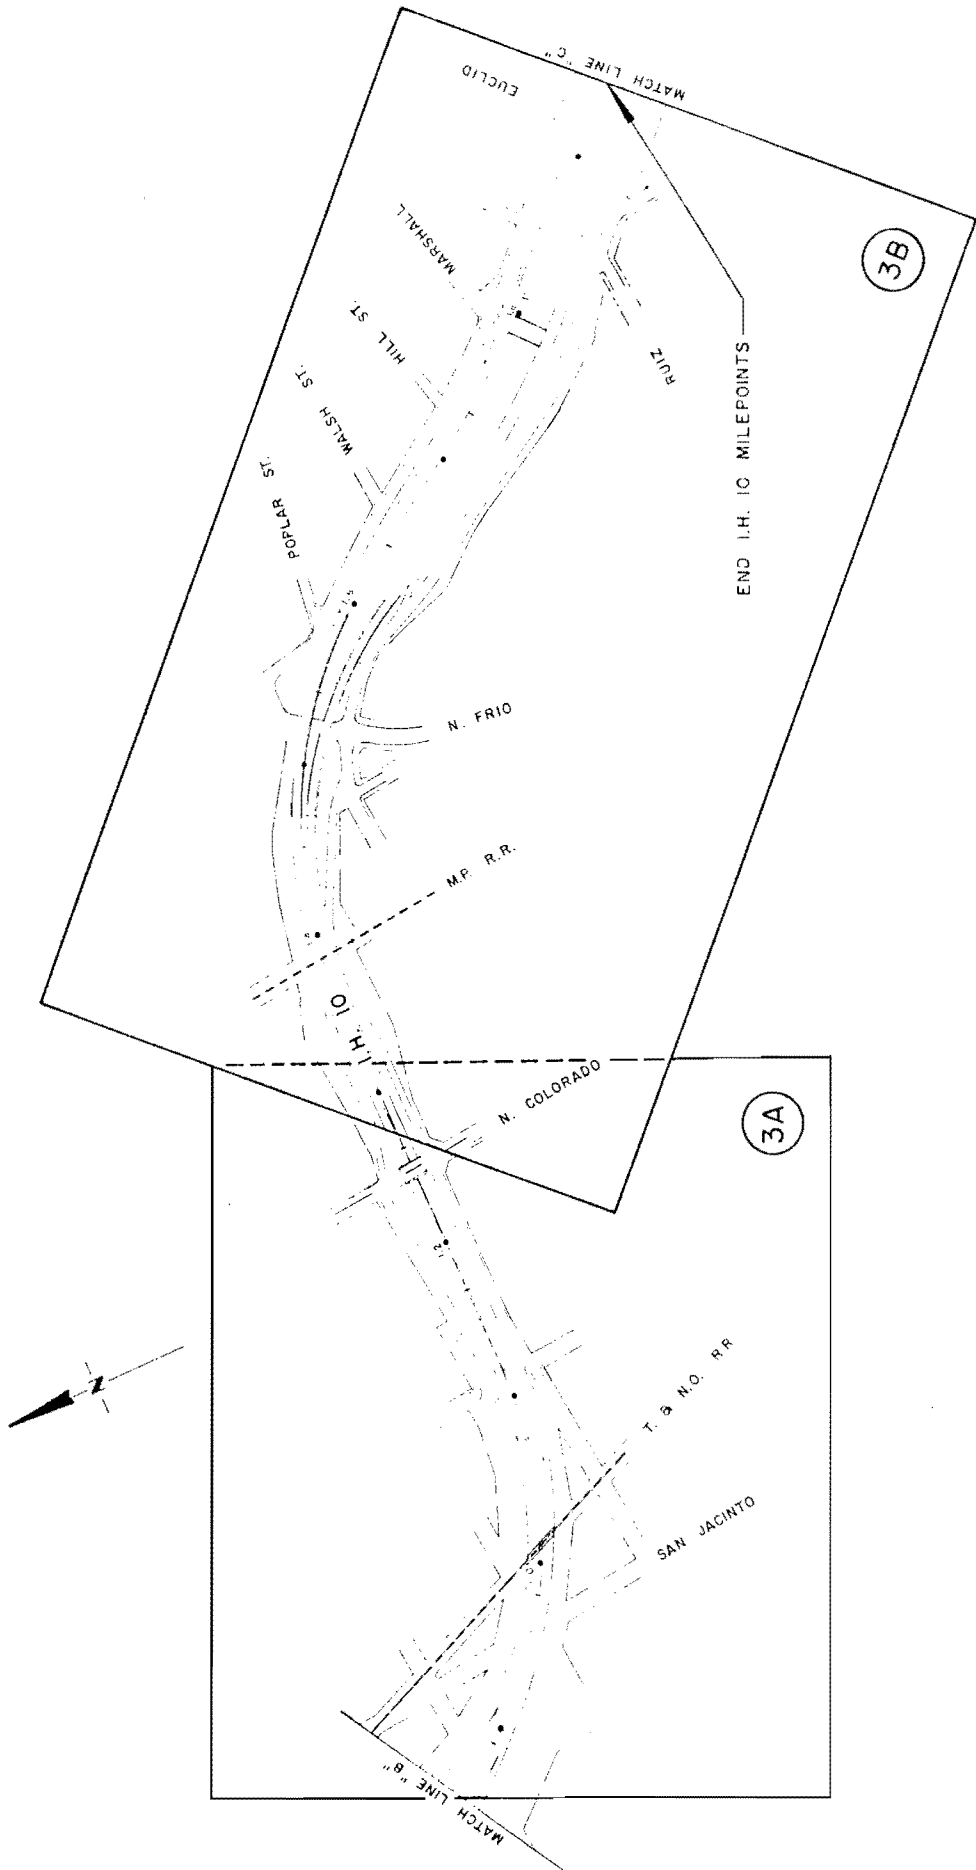 MATCH LINE "C"
EUCLID
MARSHALL
HILL ST.
WALSH ST.
POPLAR ST.
RUIZ
3B
END I.H. 10 MILEPOINTS
N. FRIO
M.P. R.R.
I.H. 10
N. COLORADO
3A
N
T. & N.O. R.R
SAN JACINTO
MATCH LINE "B"